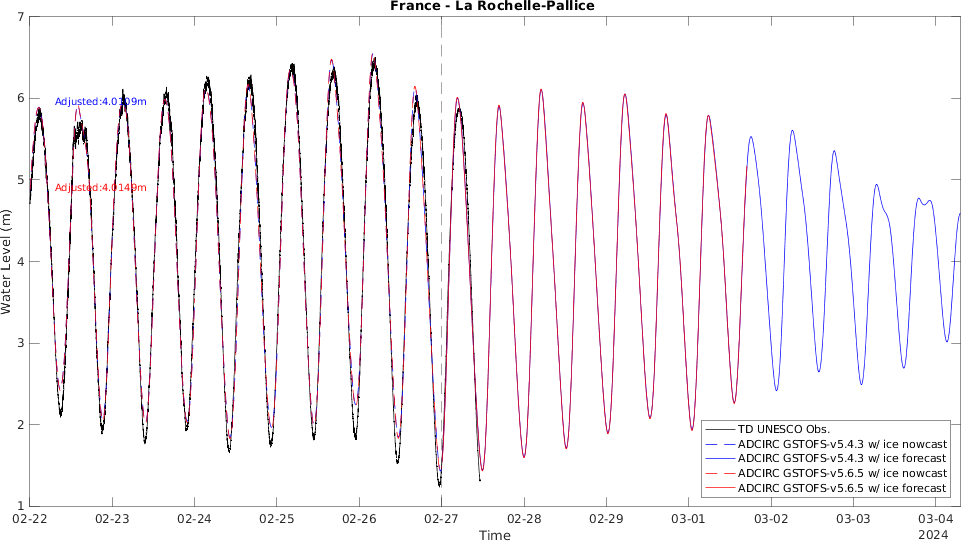 France - La Rochelle-Pallice
7
6
5
4
3
2
1
Water Level (m)
Adjusted:4.0309m
Adjusted:4.0149m
TD UNESCO Obs.
ADCIRC GSTOFS-v5.4.3 w/ ice nowcast
ADCIRC GSTOFS-v5.4.3 w/ ice forecast
ADCIRC GSTOFS-v5.6.5 w/ ice nowcast
ADCIRC GSTOFS-v5.6.5 w/ ice forecast
02-22 02-23 02-24 02-25 02-26 02-27 02-28 02-29 03-01 03-02 03-03 03-04
Time
2024